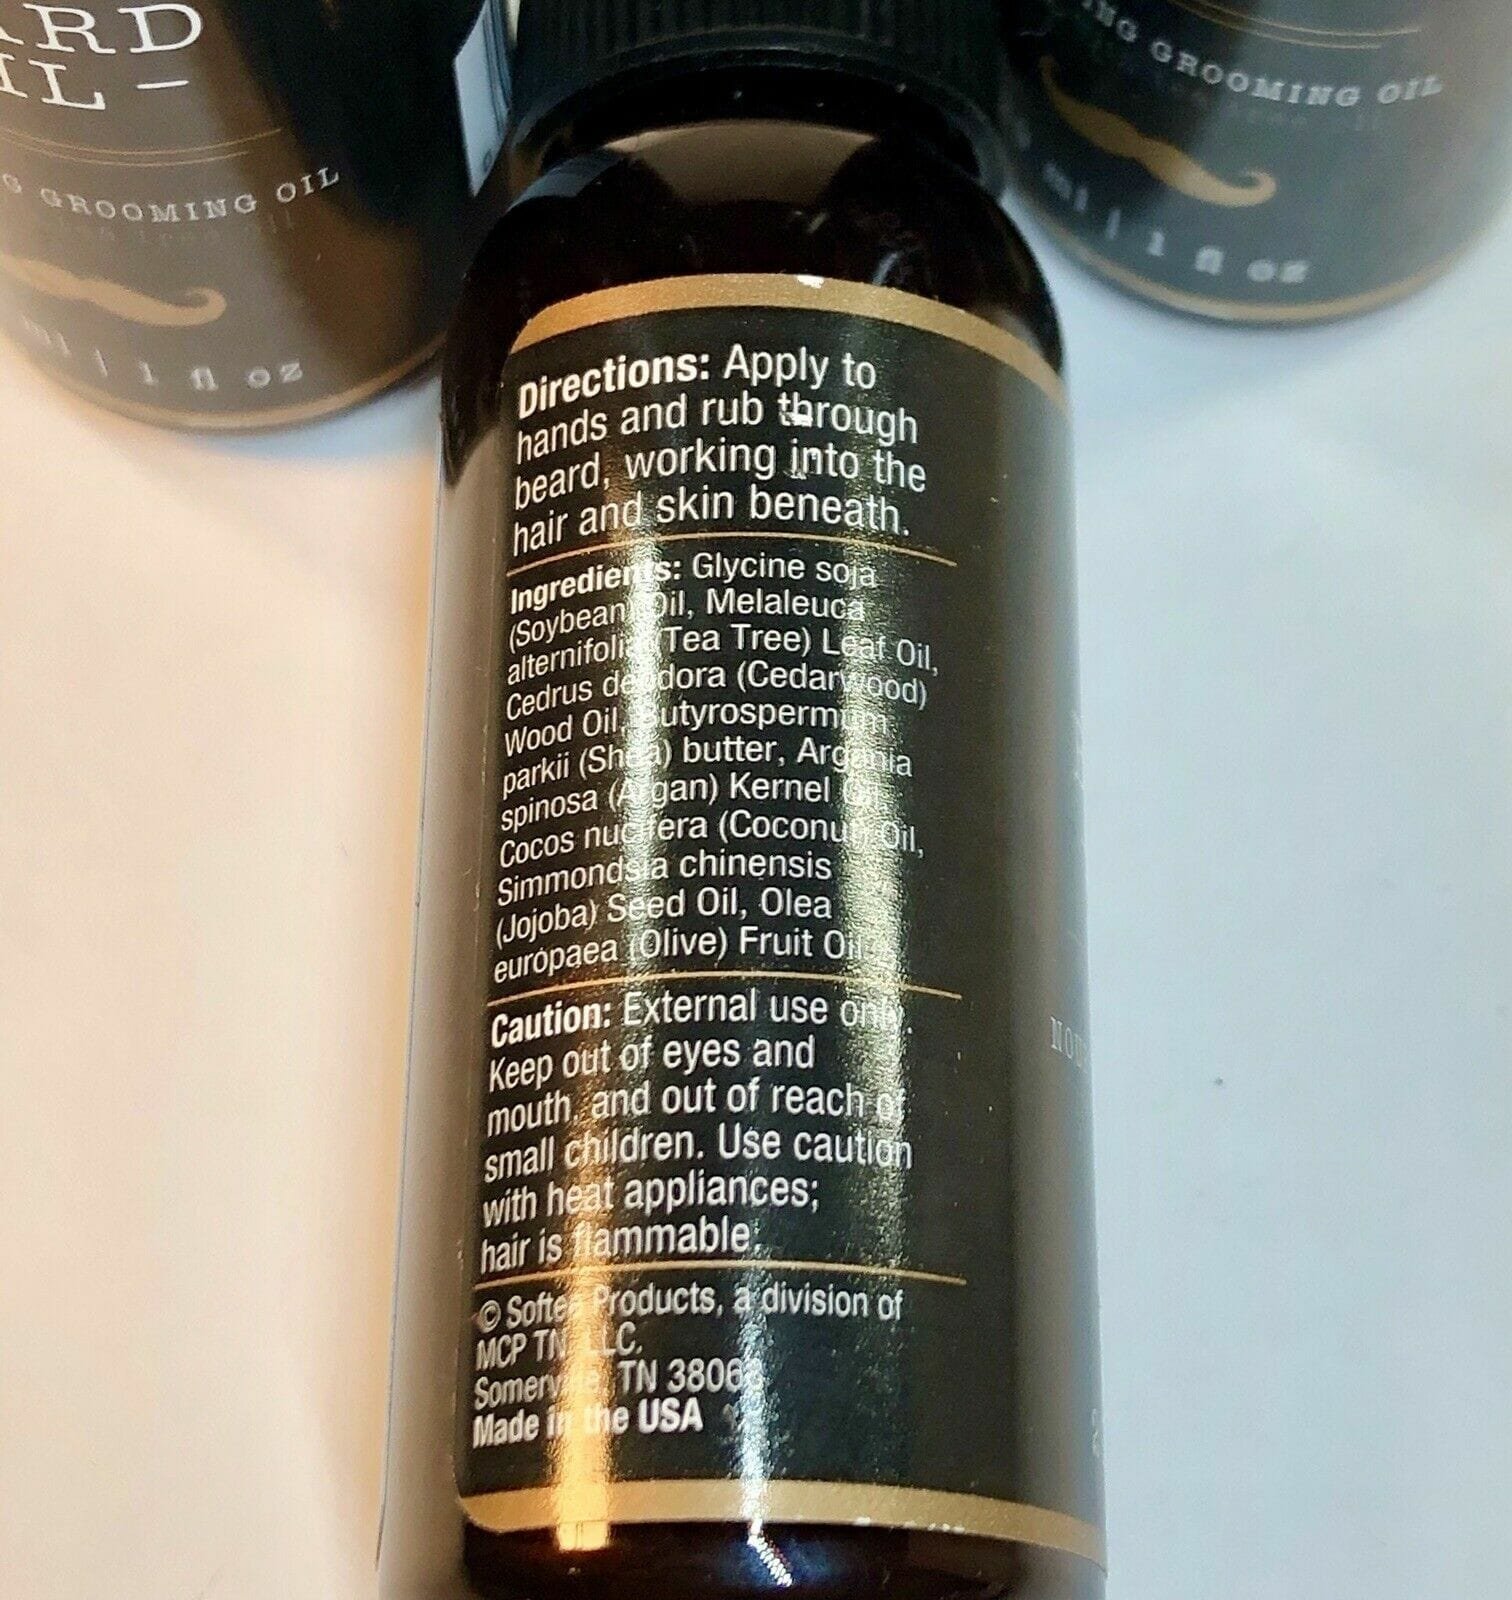 ARD
IL –
G GROOMING OIL
ml | 1 fl oz
ING GROOMING OIL
ml | 1 fl oz
Directions: Apply to
hands and rub through
beard, working into the
hair and skin beneath.
Ingredients: Glycine soja
(Soybean) Oil, Melaleuca
alternifolia (Tea Tree) Leaf Oil,
Cedrus deodora (Cedarwood)
Wood Oil, Butyrospermum
parkii (Shea) butter, Argania
spinosa (Argan) Kernel Oil,
Cocos nucifera (Coconut) Oil,
Simmondsia chinensis
(Jojoba) Seed Oil, Olea
europaea (Olive) Fruit Oil
Caution: External use only.
Keep out of eyes and
mouth, and out of reach of
small children. Use caution
with heat appliances;
hair is flammable.
© Softee Products, a division of
MCP TN LLC.
Somerville, TN 38068
Made in the USA
NOU